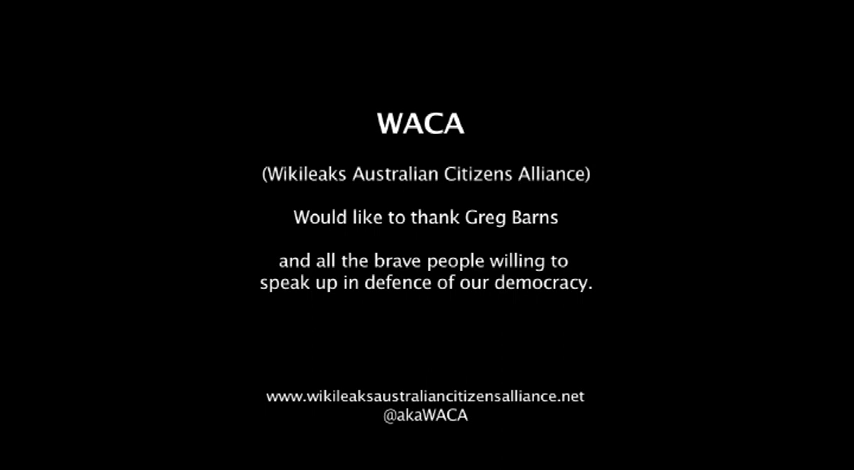 WACA
(Wikileaks Australian Citizens Alliance)
Would like to thank Greg Barns
and all the brave people willing to
speak up in defence of our democracy.
www.wikileaksaustraliancitizensalliance.net
@akaWACA